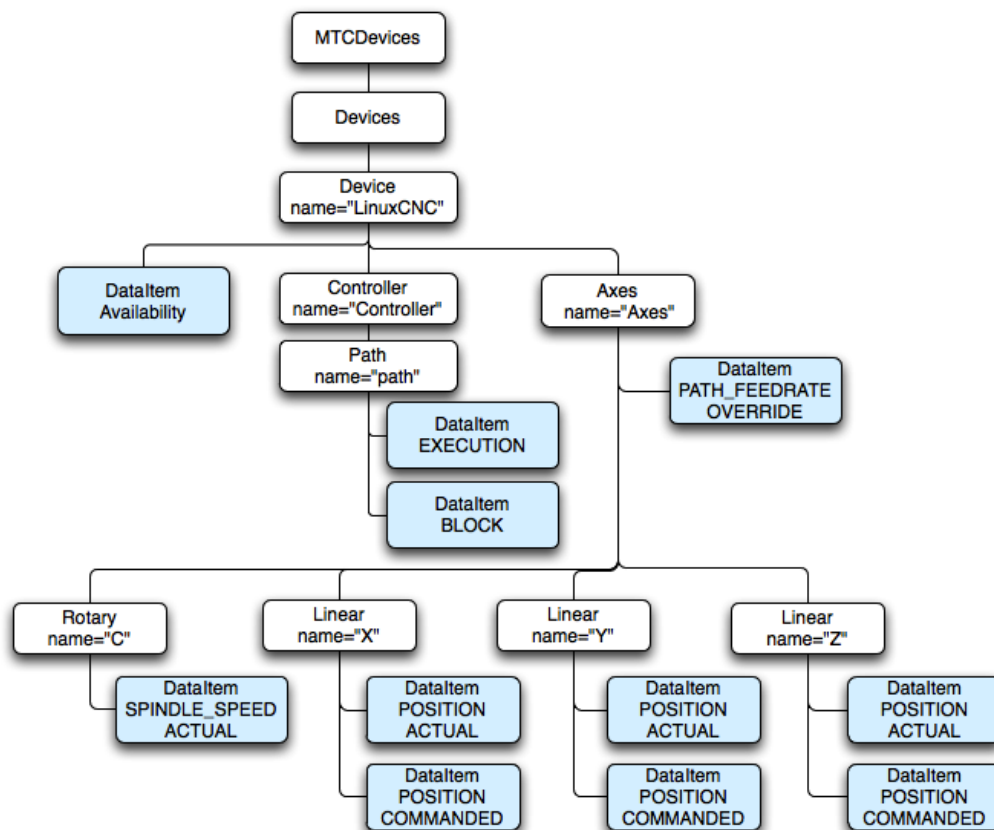 MTCDevices
Devices
Device
name="LinuxCNC"
DataItem
Availability
Controller
name="Controller"
Axes
name="Axes"
Path
name="path"
DataItem
PATH_FEEDRATE
OVERRIDE
DataItem
EXECUTION
DataItem
BLOCK
Rotary
name="C"
Linear
name="X"
Linear
name="Y"
Linear
name="Z"
DataItem
SPINDLE_SPEED
ACTUAL
DataItem
POSITION
ACTUAL
DataItem
POSITION
ACTUAL
DataItem
POSITION
ACTUAL
DataItem
POSITION
COMMANDED
DataItem
POSITION
COMMANDED
DataItem
POSITION
COMMANDED